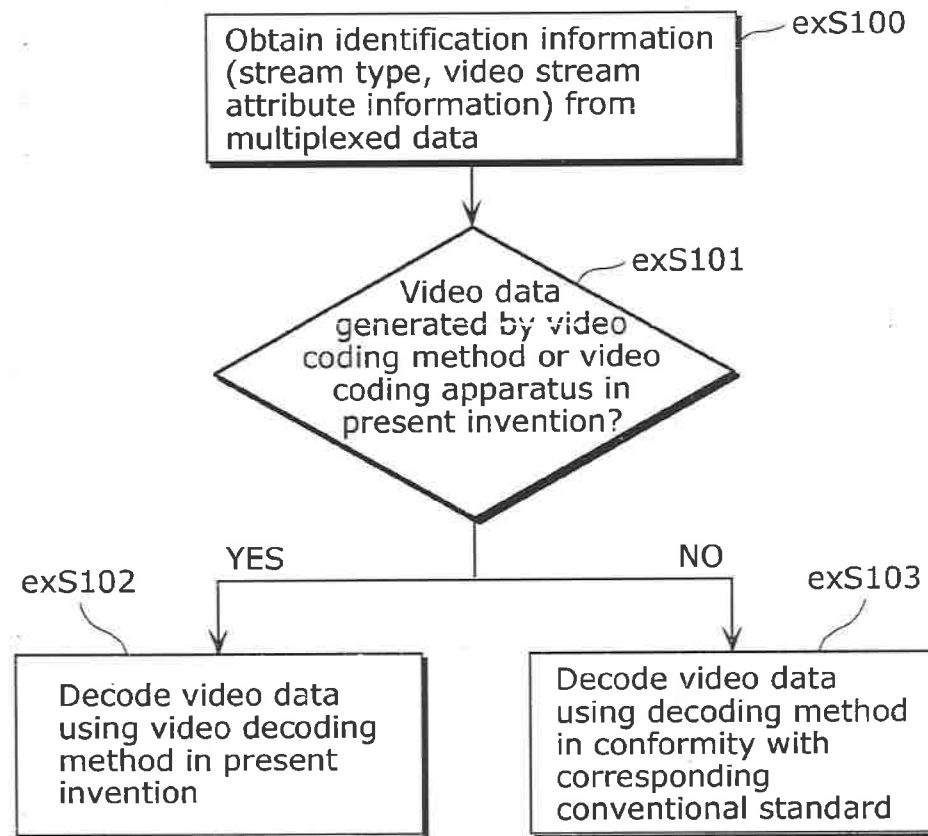 exS100
Obtain identification information
(stream type, video stream
attribute information) from
multiplexed data
exS101
Video data
generated by video
coding method or video
coding apparatus in
present invention?
YES
NO
exS102
exS103
Decode video data
using video decoding
method in present
invention
Decode video data
using decoding method
in conformity with
corresponding
conventional standard